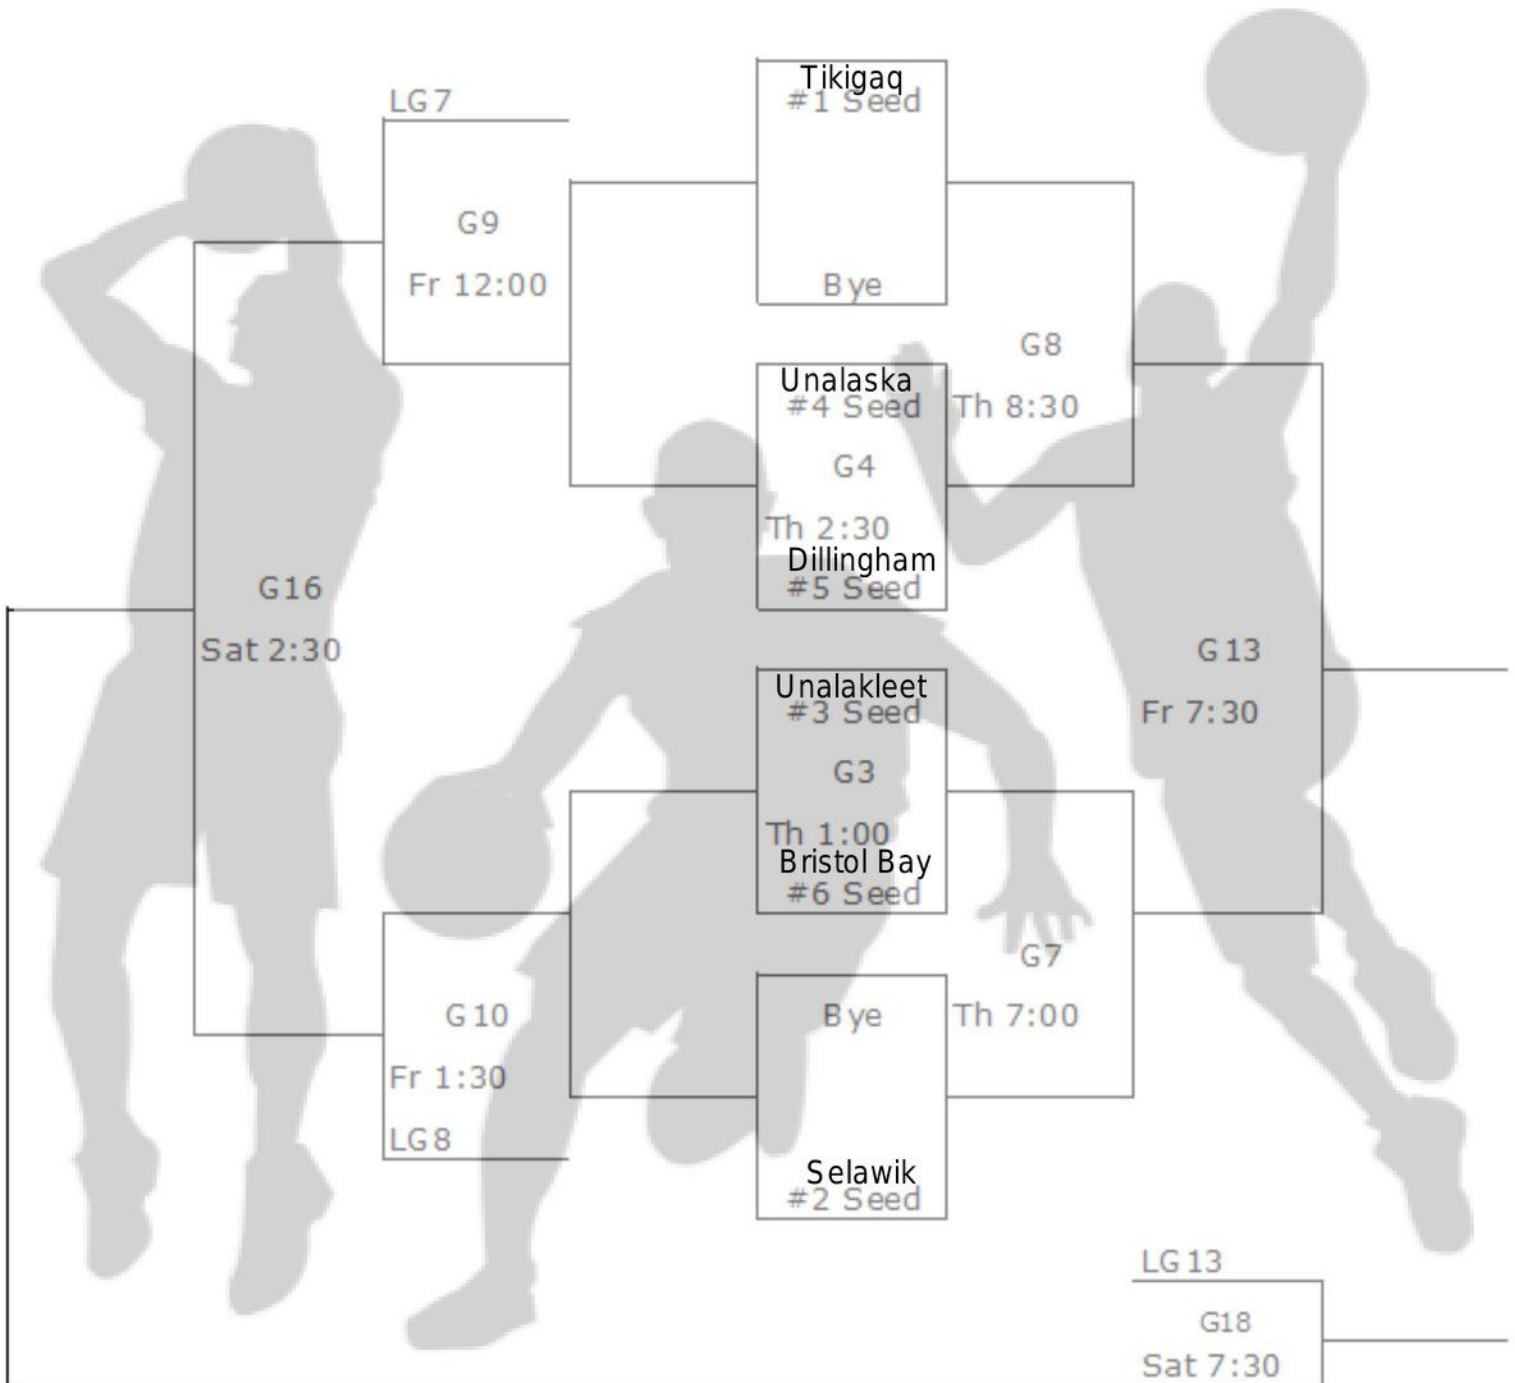 Tikigaq
#1 Seed
LG7
G9
Fr 12:00
Bye
G8
Unalaska
#4 Seed
Th 8:30
G4
Th 2:30
Dillingham
#5 Seed
G16
Sat 2:30
G13
Fr 7:30
Unalakleet
#3 Seed
G3
Th 1:00
Bristol Bay
#6 Seed
G7
Th 7:00
G10
Fr 1:30
LG8
Bye
Selawik
#2 Seed
LG13
G18
Sat 7:30